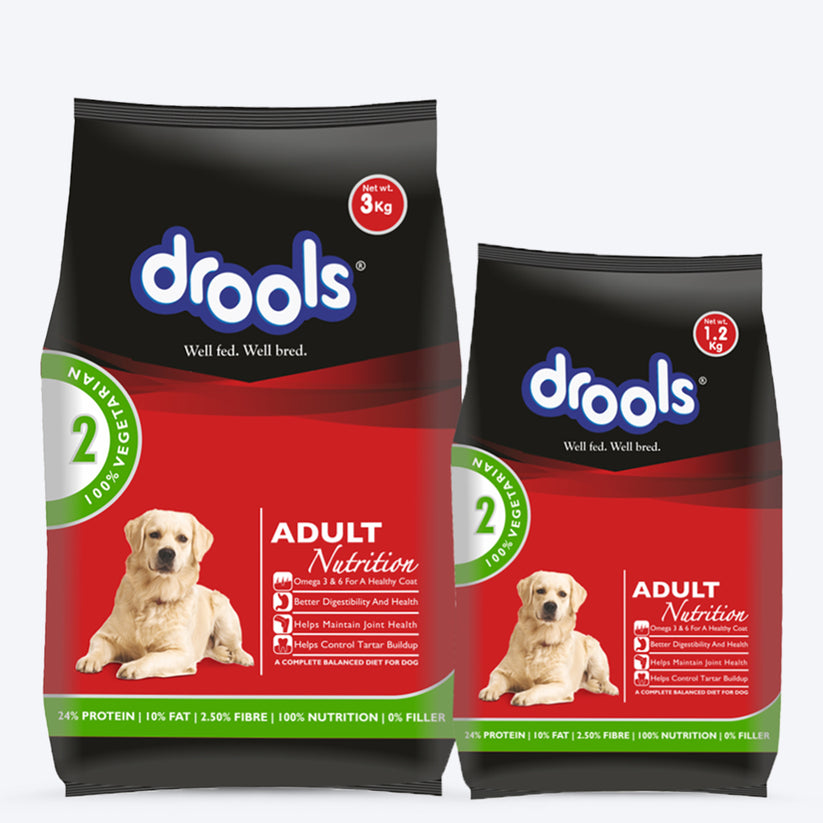 Net wt.
3Kg
drools®
Well fed. Well bred.
100% VEGETARIAN
2
ADULT
Nutrition
Omega 3 & 6 For A Healthy Coat
Better Digestibility And Health
Helps Maintain Joint Health
Helps Control Tartar Buildup
A COMPLETE BALANCED DIET FOR DOG
24% PROTEIN | 10% FAT | 2.50% FIBRE | 100% NUTRITION | 0% FILLER
Net wt.
1.2
Kg
drools®
Well fed. Well bred.
100% VEGETARIAN
2
ADULT
Nutrition
Omega 3 & 6 For A Healthy Coat
Better Digestibility And Health
Helps Maintain Joint Health
Helps Control Tartar Buildup
A COMPLETE BALANCED DIET FOR DOG
24% PROTEIN | 10% FAT | 2.50% FIBRE | 100% NUTRITION | 0% FILLER